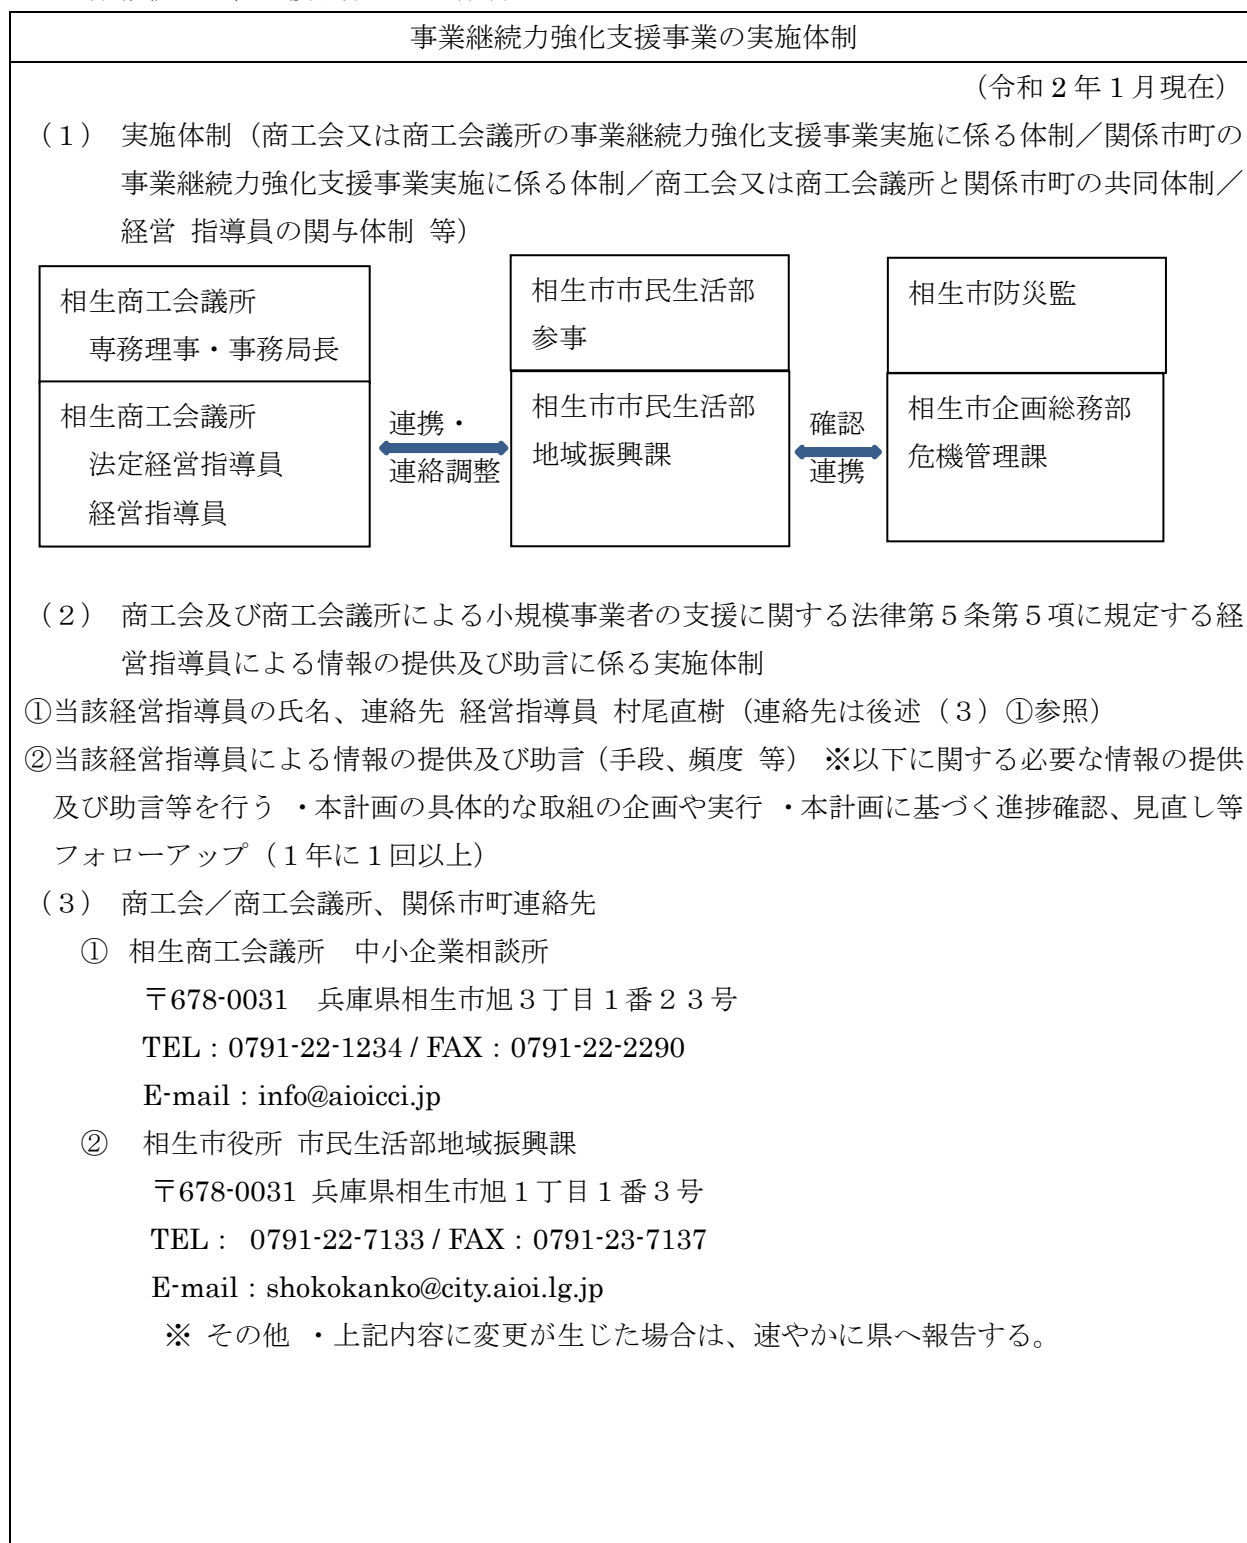 事業継続力強化支援事業の実施体制
（令和２年１月現在）
（１） 実施体制（商工会又は商工会議所の事業継続力強化支援事業実施に係る体制／関係市町の
事業継続力強化支援事業実施に係る体制／商工会又は商工会議所と関係市町の共同体制／
経営 指導員の関与体制 等）
相生商工会議所
専務理事・事務局長
相生商工会議所
法定経営指導員
経営指導員
連携・
連絡調整
相生市市民生活部
参事
相生市市民生活部
地域振興課
確認
連携
相生市防災監
相生市企画総務部
危機管理課
（２） 商工会及び商工会議所による小規模事業者の支援に関する法律第５条第５項に規定する経
営指導員による情報の提供及び助言に係る実施体制
①当該経営指導員の氏名、連絡先 経営指導員 村尾直樹（連絡先は後述（３）①参照）
②当該経営指導員による情報の提供及び助言（手段、頻度 等） ※以下に関する必要な情報の提供
及び助言等を行う ・本計画の具体的な取組の企画や実行 ・本計画に基づく進捗確認、見直し等
フォローアップ（１年に１回以上）
（３） 商工会／商工会議所、関係市町連絡先
① 相生商工会議所　中小企業相談所
〒678-0031　兵庫県相生市旭３丁目１番２３号
TEL：0791-22-1234 / FAX：0791-22-2290
E-mail：info@aioicci.jp
②　相生市役所 市民生活部地域振興課
〒678-0031 兵庫県相生市旭１丁目１番３号
TEL： 0791-22-7133 / FAX：0791-23-7137
E-mail：shokokanko@city.aioi.lg.jp
※ その他 ・上記内容に変更が生じた場合は、速やかに県へ報告する。